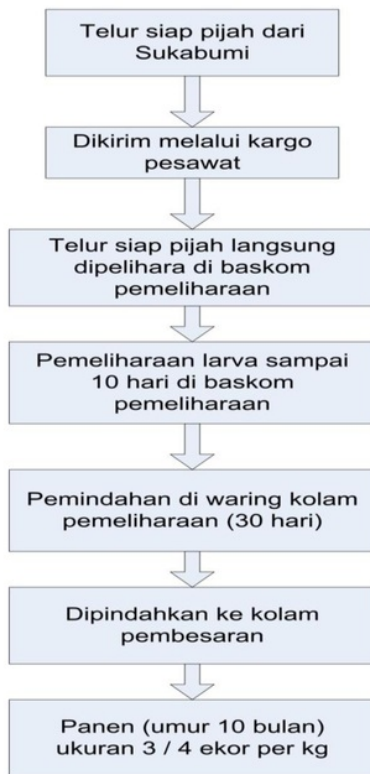 Telur siap pijah dari
Sukabumi
Dikirim melalui kargo
pesawat
Telur siap pijah langsung
dipelihara di baskom
pemeliharaan
Pemeliharaan larva sampai
10 hari di baskom
pemeliharaan
Pemindahan di waring kolam
pemeliharaan (30 hari)
Dipindahkan ke kolam
pembesaran
Panen (umur 10 bulan)
ukuran 3 / 4 ekor per kg